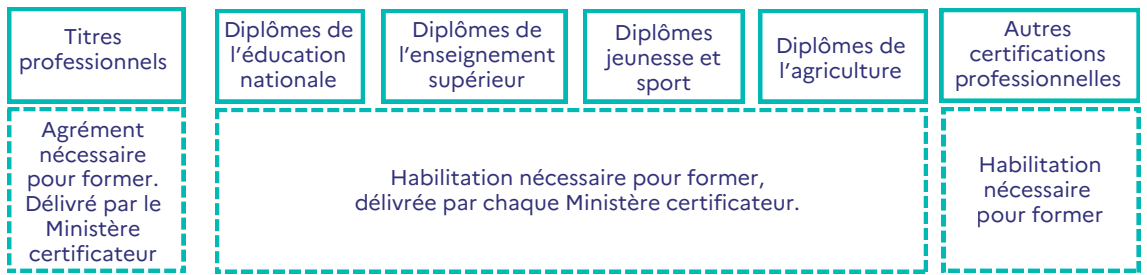 Titres
professionnels
Diplômes de
l'éducation
nationale
Diplômes de
l'enseignement
supérieur
Diplômes
jeunesse et
sport
Diplômes de
l'agriculture
Autres
certifications
professionnelles
Agrément
nécessaire
pour former.
Délivré par le
Ministère
certificateur
Habilitation nécessaire pour former,
délivrée par chaque Ministère certificateur.
Habilitation
nécessaire
pour former